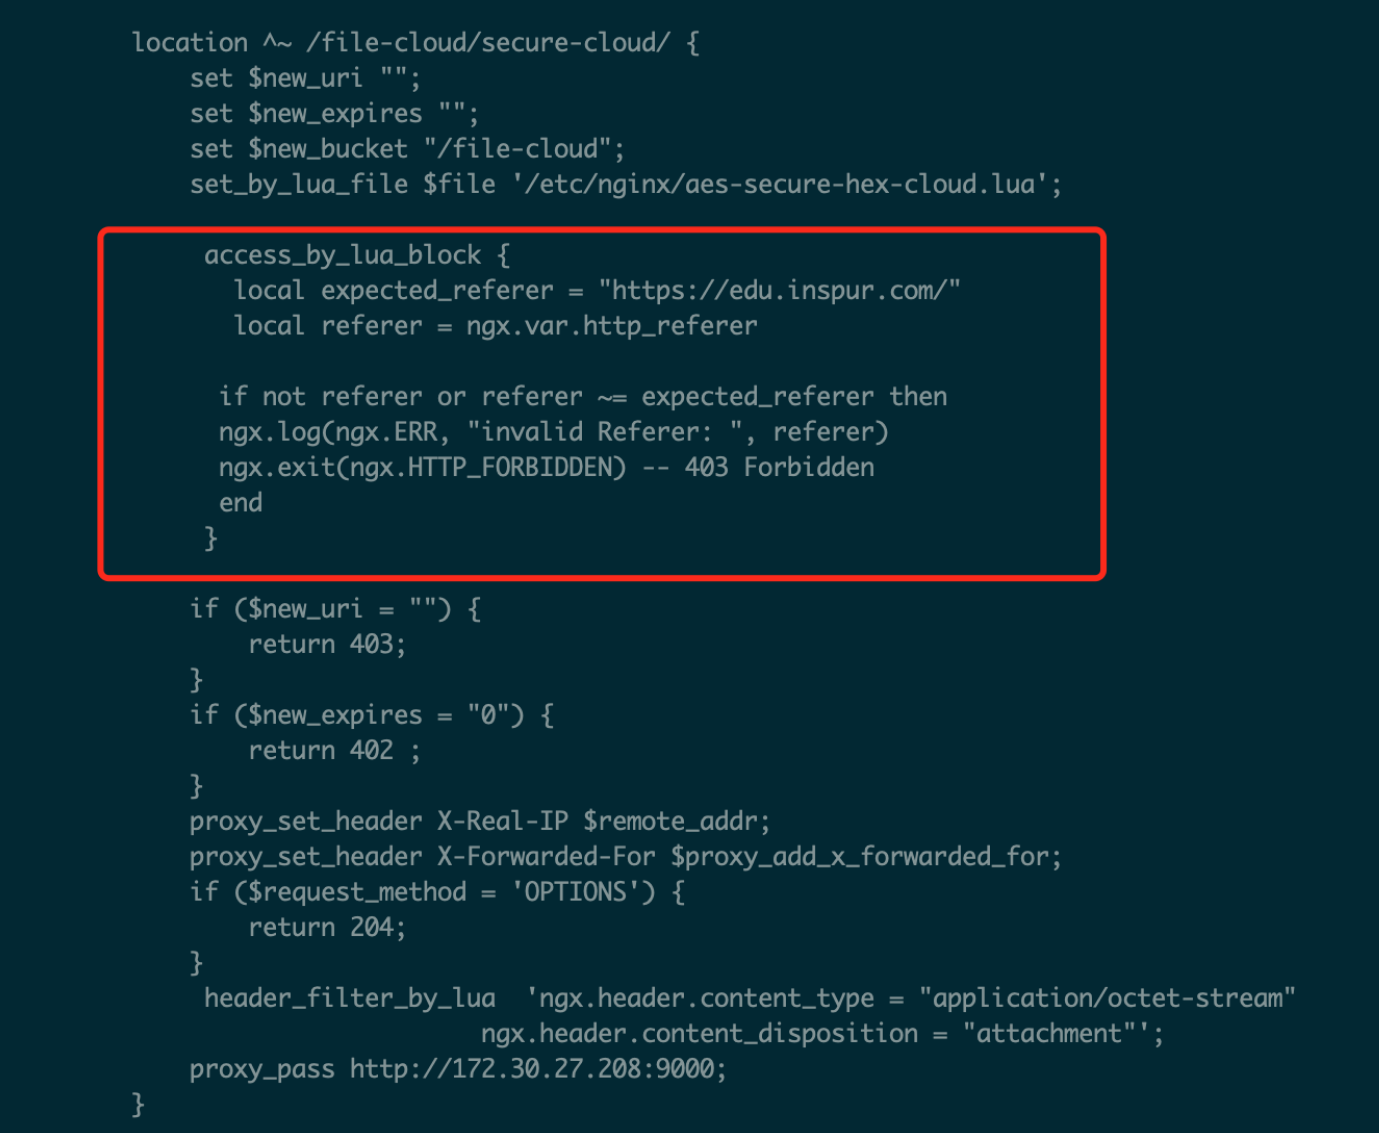 location ^~ /file-cloud/secure-cloud/ {
set $new_uri "";
set $new_expires "";
set $new_bucket "/file-cloud";
set_by_lua_file $file '/etc/nginx/aes-secure-hex-cloud.lua';
access_by_lua_block {
local expected_referer = "https://edu.inspur.com/"
local referer = ngx.var.http_referer
if not referer or referer ~= expected_referer then
ngx.log(ngx.ERR, "invalid Referer: ", referer)
ngx.exit(ngx.HTTP_FORBIDDEN) -- 403 Forbidden
end
}
if ($new_uri = "") {
return 403;
}
if ($new_expires = "0") {
return 402 ;
}
proxy_set_header X-Real-IP $remote_addr;
proxy_set_header X-Forwarded-For $proxy_add_x_forwarded_for;
if ($request_method = 'OPTIONS') {
return 204;
}
header_filter_by_lua  'ngx.header.content_type = "application/octet-stream"
ngx.header.content_disposition = "attachment"';
proxy_pass http://172.30.27.208:9000;
}